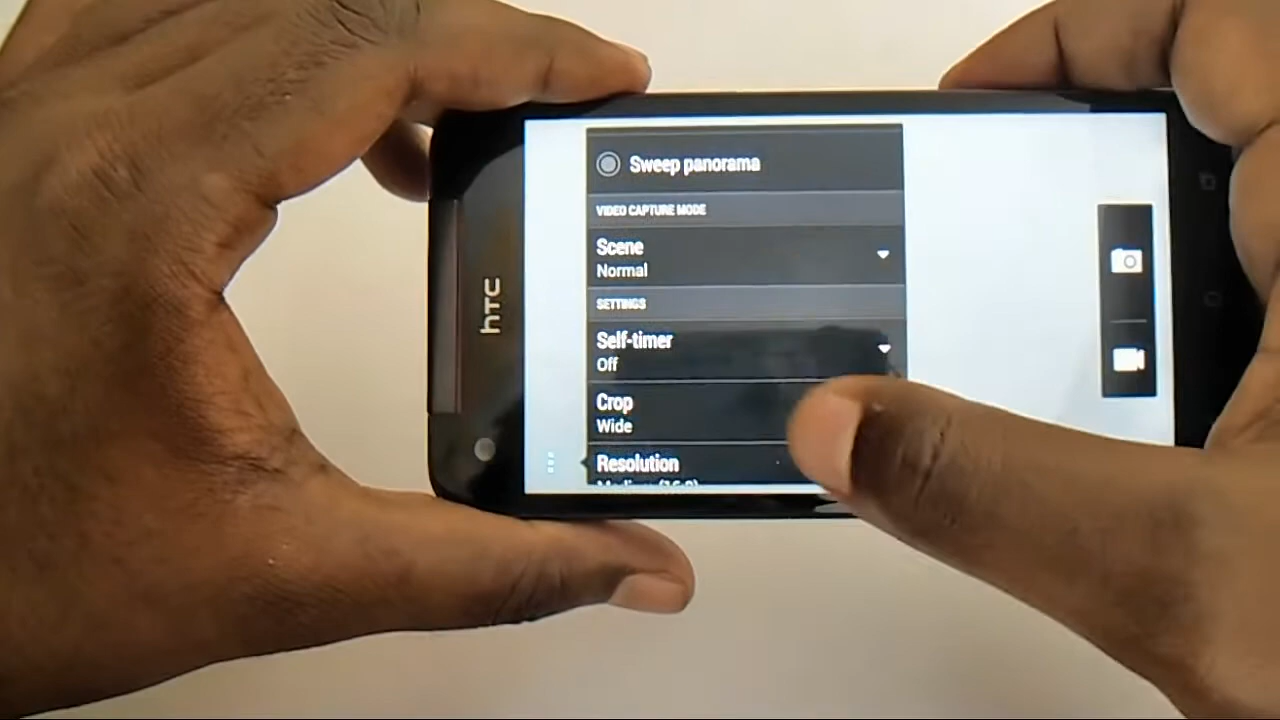 Sweep panorama
VIDEO CAPTURE MODE
Scene
Normal
SETTINGS
Self-timer
Off
Crop
Wide
Resolution
hTC